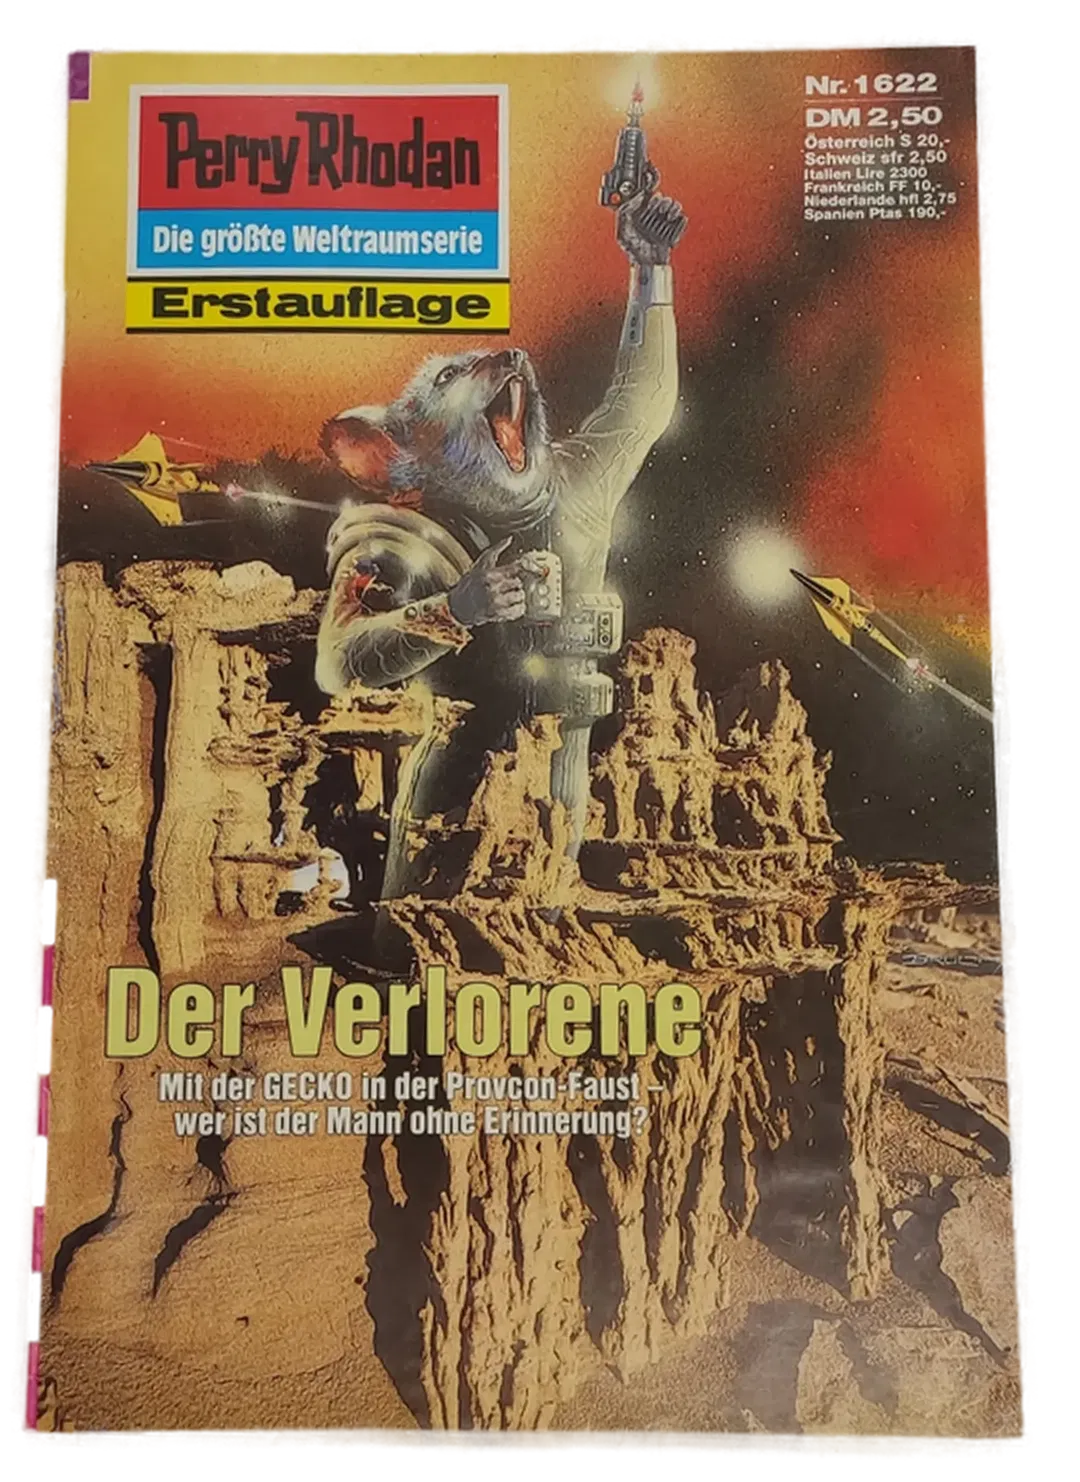 Perry Rhodan
Die größte Weltraumserie
Erstauflage
Nr. 1622
DM 2,50
Österreich S 20,-
Schweiz sfr 2,50
Italien Lire 2300
Frankreich FF 10,-
Niederlande hfl 2,75
Spanien Ptas 190,-
Der Verlorene
Mit der GECKO in der Provcon-Faust –
wer ist der Mann ohne Erinnerung?